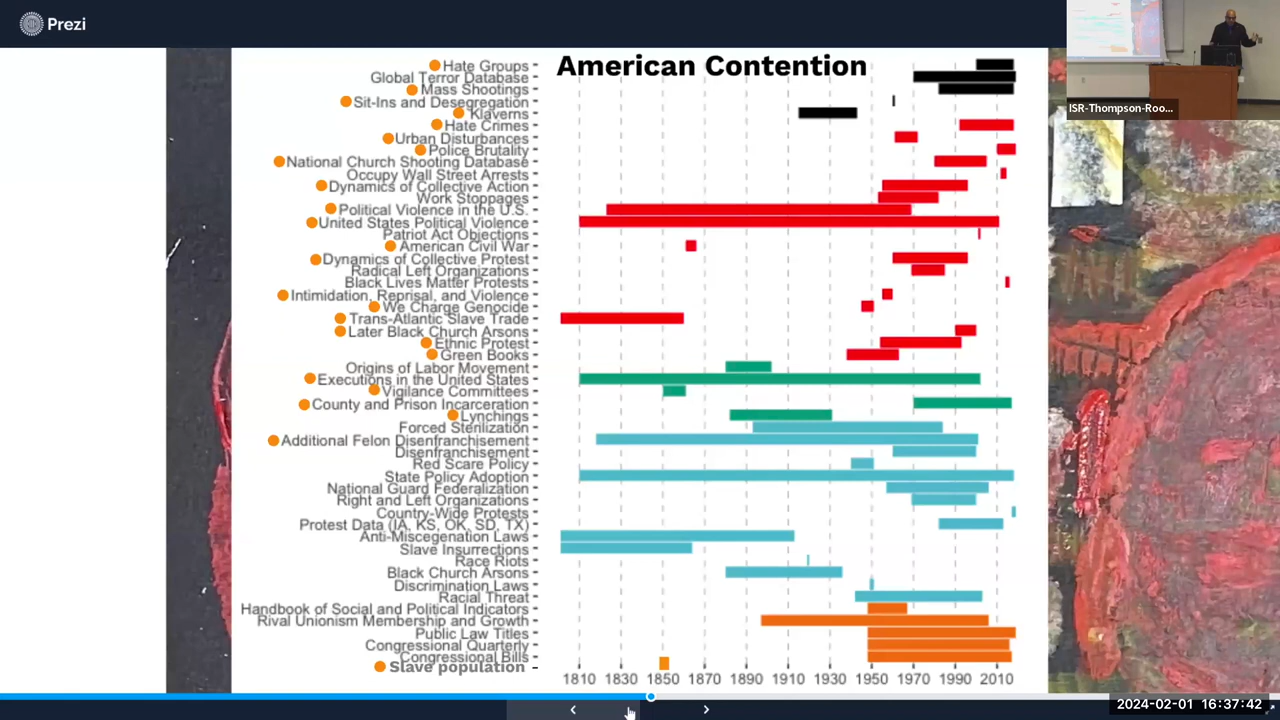 Prezi
American Contention
Hate Groups
Global Terror Database
Mass Shootings
Sit-Ins and Desegregation
Klaverns
Hate Crimes
Urban Disturbances
Police Brutality
National Church Shooting Database
Occupy Wall Street Arrests
Dynamics of Collective Action
Work Stoppages
Political Violence in the U.S.
United States Political Violence
Patriot Act Objections
American Civil War
Dynamics of Collective Protest
Radical Left Organizations
Black Lives Matter Protests
Intimidation, Reprisal, and Violence
We Charge Genocide
Trans-Atlantic Slave Trade
Later Black Church Arsons
Ethnic Protest
Green Books
Origins of Labor Movement
Executions in the United States
Vigilance Committees
County and Prison Incarceration
Lynchings
Forced Sterilization
Additional Felon Disenfranchisement
Disenfranchisement
Red Scare Policy
State Policy Adoption
National Guard Federalization
Right and Left Organizations
Country-Wide Protests
Protest Data (IA, KS, OK, SD, TX)
Anti-Miscegenation Laws
Slave Insurrections
Race Riots
Black Church Arsons
Discrimination Laws
Racial Threat
Handbook of Social and Political Indicators
Rival Unionism Membership and Growth
Public Law Titles
Congressional Quarterly
Congressional Bills
Slave population
1810 1830 1850 1870 1890 1910 1930 1950 1970 1990 2010
ISR-Thompson-Roo...
2024-02-01 16:37:42